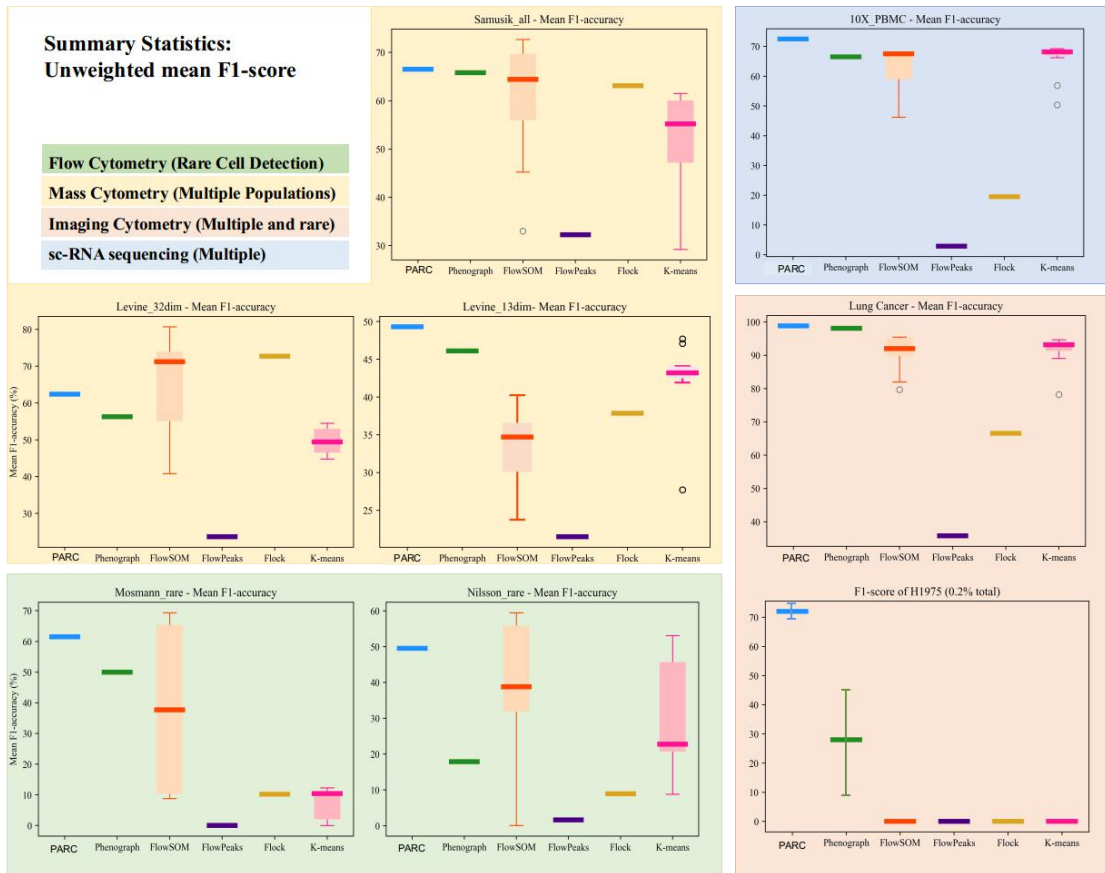 Summary Statistics:
Unweighted mean F1-score
Flow Cytometry (Rare Cell Detection)
Mass Cytometry (Multiple Populations)
Imaging Cytometry (Multiple and rare)
sc-RNA sequencing (Multiple)
Samusik_all - Mean F1-accuracy
70
60
50
40
30
PARC Phenograph FlowSOM FlowPeaks Flock K-means
10X_PBMC - Mean F1-accuracy
70
60
50
40
30
20
10
0
PARC Phenograph FlowSOM FlowPeaks Flock K-means
Levine_32dim - Mean F1-accuracy
Mean F1-accuracy (%)
80
70
60
50
40
30
PARC Phenograph FlowSOM FlowPeaks Flock K-means
Levine_13dim- Mean F1-accuracy
50
45
40
35
30
25
PARC Phenograph FlowSOM FlowPeaks Flock K-means
Lung Cancer - Mean F1-accuracy
100
90
80
70
60
50
40
PARC Phenograph FlowSOM FlowPeaks Flock K-means
Mosmann_rare - Mean F1-accuracy
Mean F1-accuracy (%)
70
60
50
40
30
20
10
0
PARC Phenograph FlowSOM FlowPeaks Flock K-means
Nilsson_rare - Mean F1-accuracy
60
50
40
30
20
10
0
PARC Phenograph FlowSOM FlowPeaks Flock K-means
F1-score of H1975 (0.2% total)
70
60
50
40
30
20
10
0
PARC Phenograph FlowSOM FlowPeaks Flock K-means